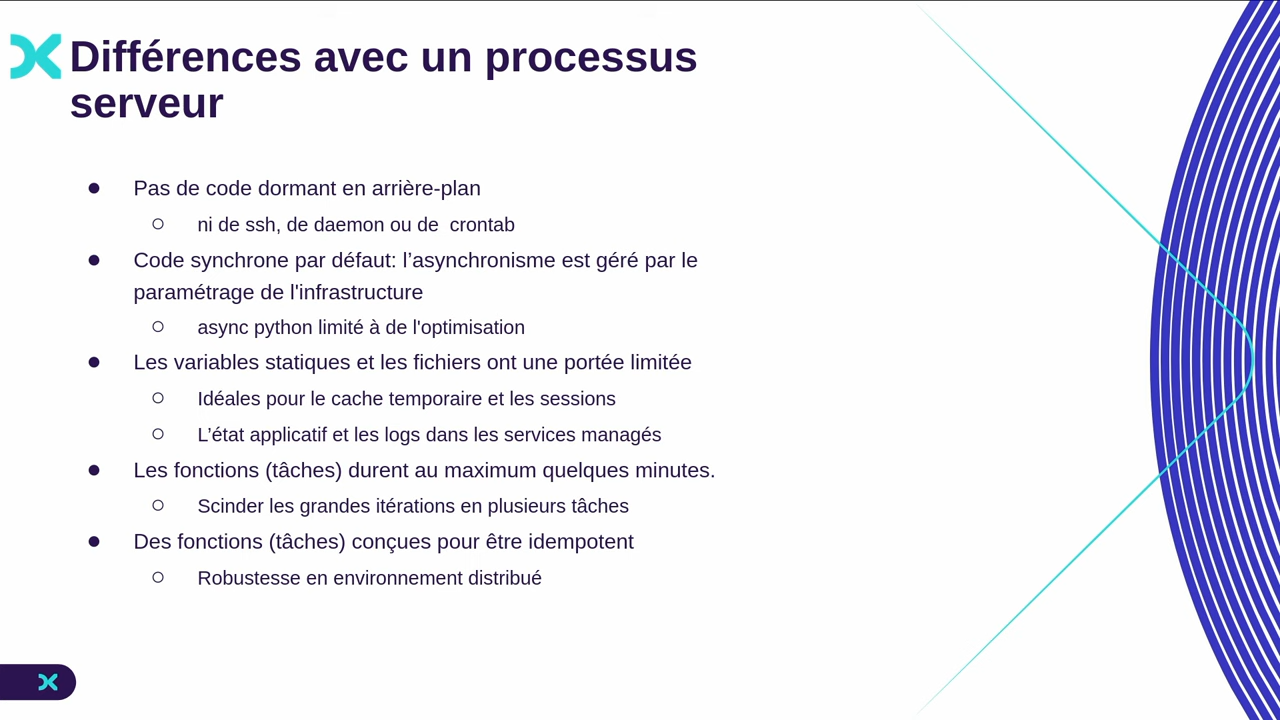 Différences avec un processus
serveur
● Pas de code dormant en arrière-plan
○ ni de ssh, de daemon ou de  crontab
● Code synchrone par défaut: l’asynchronisme est géré par le
paramétrage de l'infrastructure
○ async python limité à de l'optimisation
● Les variables statiques et les fichiers ont une portée limitée
○ Idéales pour le cache temporaire et les sessions
○ L’état applicatif et les logs dans les services managés
● Les fonctions (tâches) durent au maximum quelques minutes.
○ Scinder les grandes itérations en plusieurs tâches
● Des fonctions (tâches) conçues pour être idempotent
○ Robustesse en environnement distribué